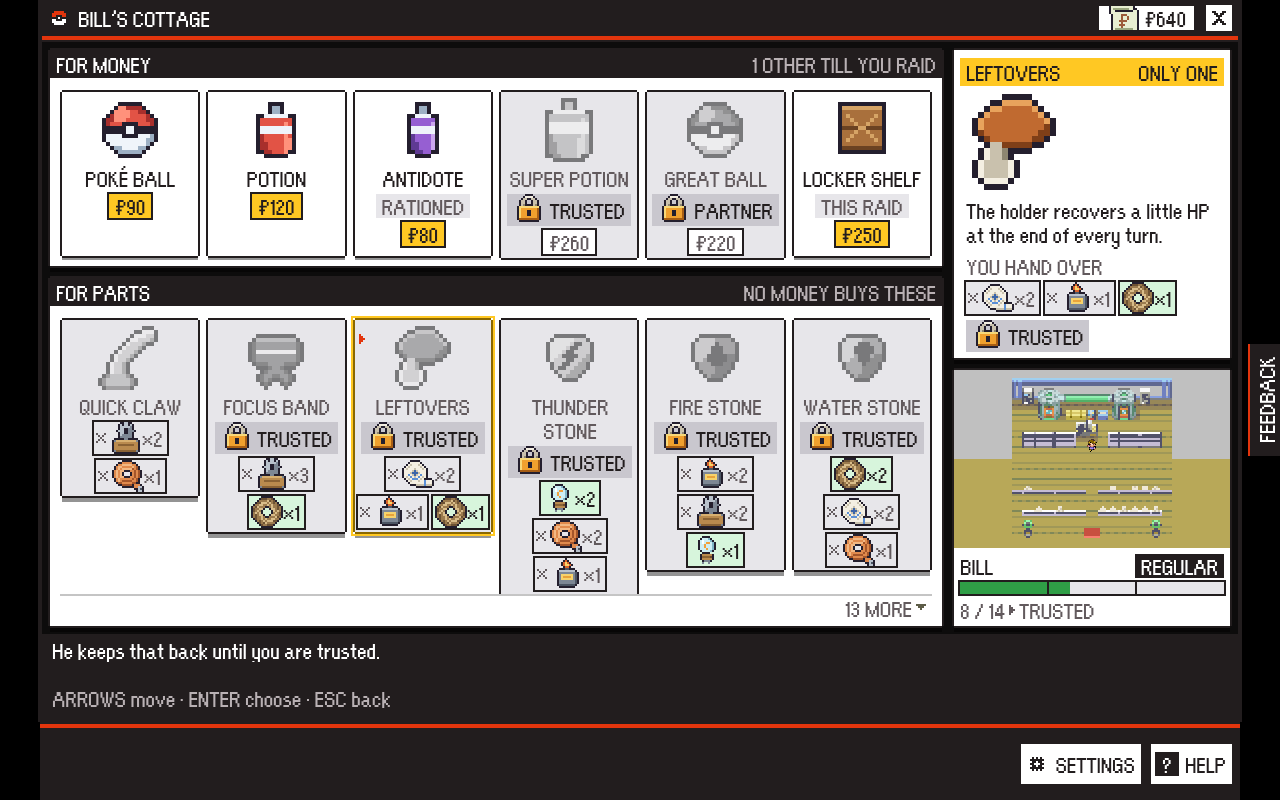 BILL'S COTTAGE
₽640
X
FOR MONEY
1 OTHER TILL YOU RAID
POKÉ BALL
₽90
POTION
₽120
ANTIDOTE
RATIONED
₽80
SUPER POTION
TRUSTED
₽260
GREAT BALL
PARTNER
₽220
LOCKER SHELF
THIS RAID
₽250
FOR PARTS
NO MONEY BUYS THESE
QUICK CLAW
×2
×1
FOCUS BAND
TRUSTED
×3
×1
LEFTOVERS
TRUSTED
×2
×1 ×1
THUNDER
STONE
TRUSTED
×2
×2
×1
FIRE STONE
TRUSTED
×2
×2
×1
WATER STONE
TRUSTED
×2
×2
×1
13 MORE
LEFTOVERS ONLY ONE
The holder recovers a little HP
at the end of every turn.
YOU HAND OVER
×2 ×1 ×1
TRUSTED
BILL REGULAR
8 / 14 TRUSTED
FEEDBACK
He keeps that back until you are trusted.
ARROWS move · ENTER choose · ESC back
SETTINGS
? HELP